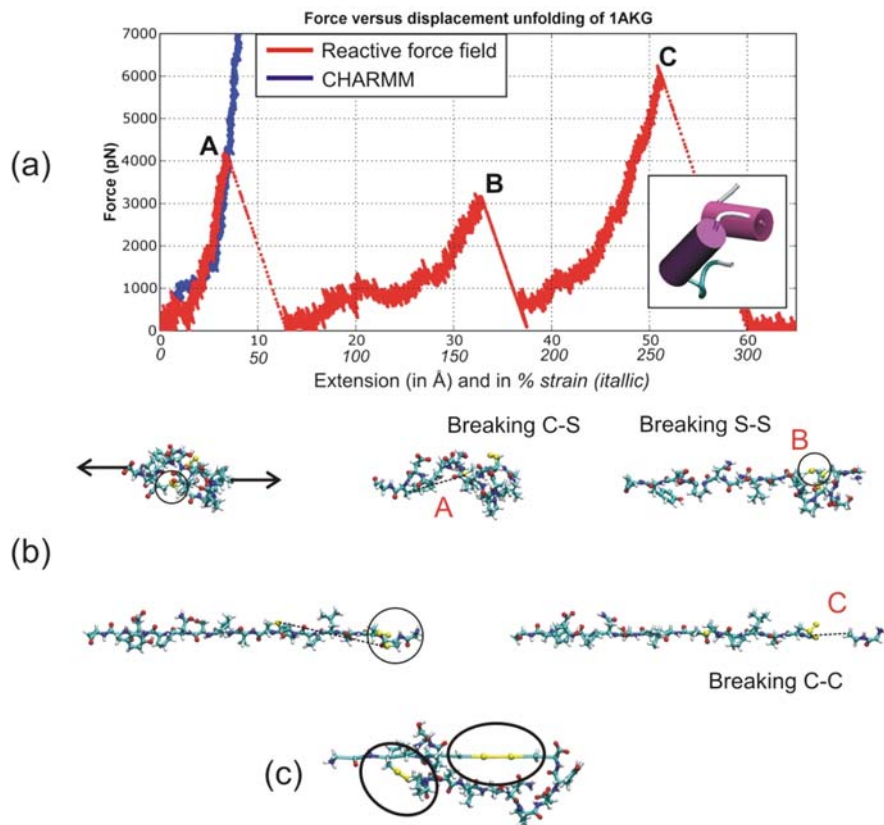 Force versus displacement unfolding of 1AKG
7000
6000
5000
4000
3000
2000
1000
0
Force (pN)
Reactive force field
CHARMM
A
B
C
(a)
0 10 20 30 40 50 60
0 50 100 150 200 250 300
Extension (in Å) and in % strain (itallic)
Breaking C-S
Breaking S-S
B
A
(b)
C
Breaking C-C
(c)